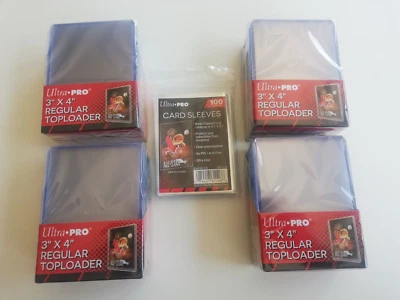 Ultra•PRO
3" X 4"
REGULAR
TOPLOADER
Ultra•PRO
3" X 4"
REGULAR
TOPLOADER
Ultra•PRO 100
CARD SLEEVES
Ultra•PRO
3" X 4"
REGULAR
TOPLOADER
Ultra•PRO
3" X 4"
REGULAR
TOPLOADER